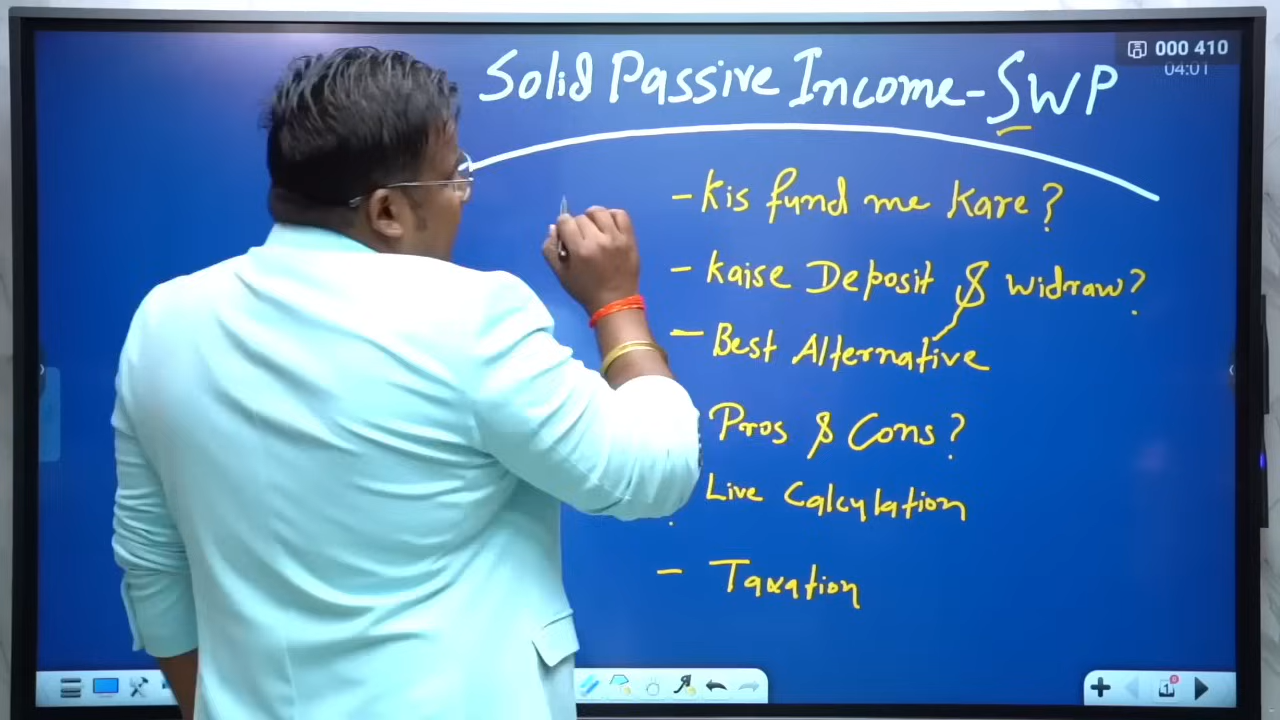 000 410
04:01
Solid Passive Income-SWP
- Kis fund me Kare?
- Kaise Deposit & Widraw?
- Best Alternative
Pros & Cons?
Live Calculation
- Taxation
1